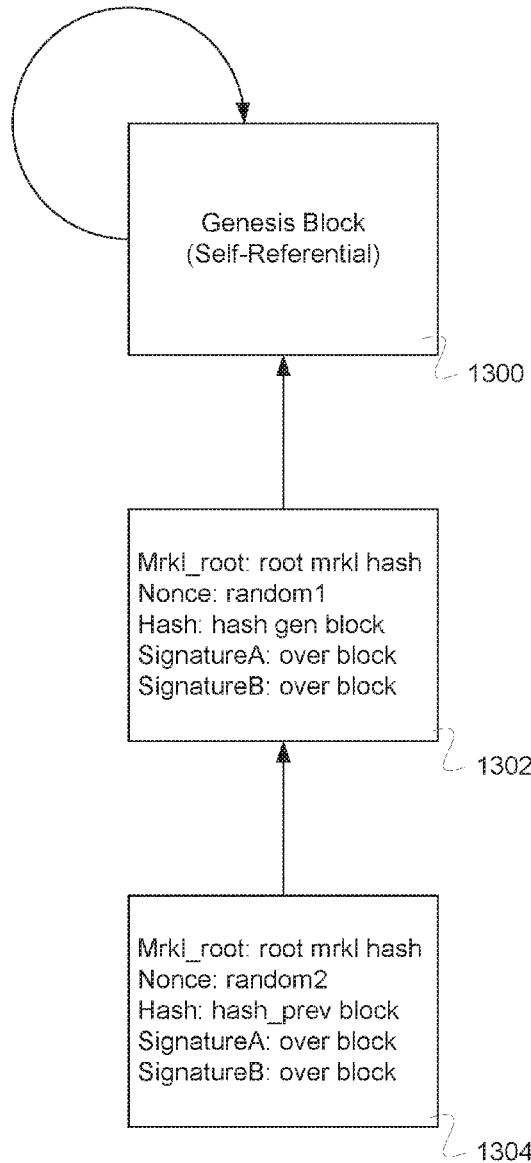 Genesis Block
(Self-Referential)
1300
Mrkl_root: root mrkl hash
Nonce: random1
Hash: hash gen block
SignatureA: over block
SignatureB: over block
1302
Mrkl_root: root mrkl hash
Nonce: random2
Hash: hash_prev block
SignatureA: over block
SignatureB: over block
1304